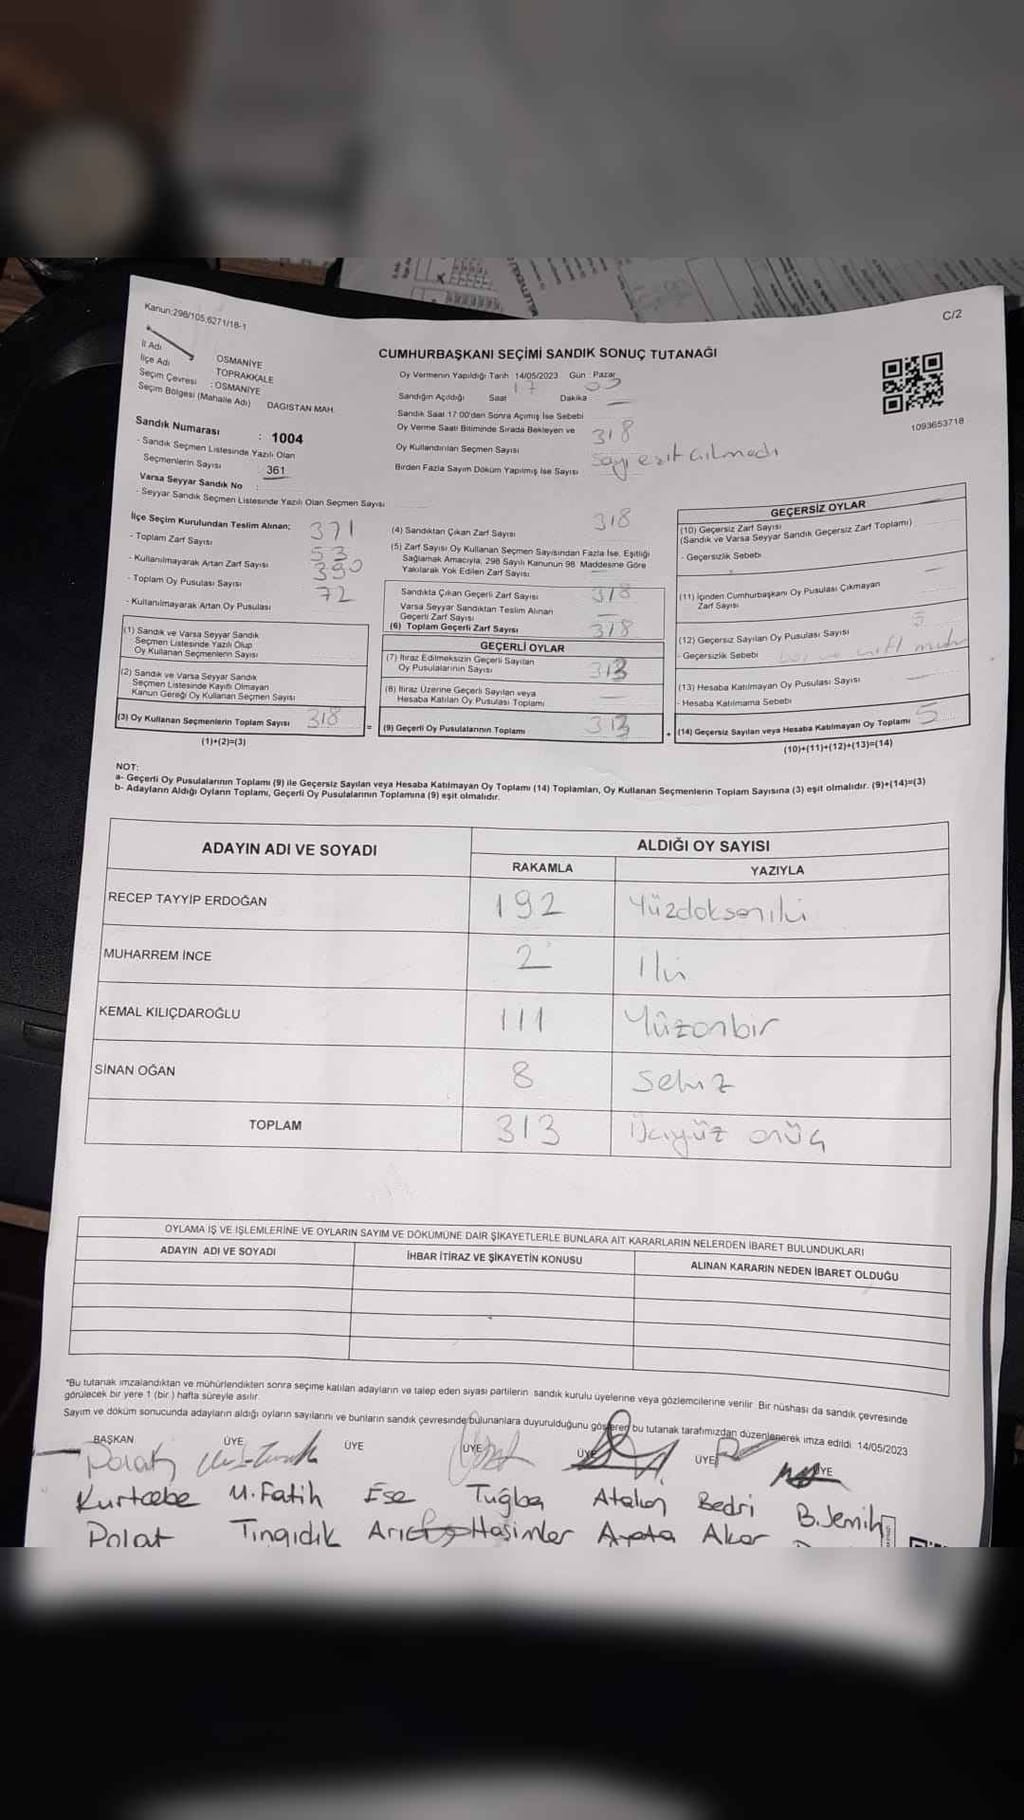 Kanun;298/105,6271/18-1
C/2
CUMHURBAŞKANI SEÇİMİ SANDIK SONUÇ TUTANAĞI
İl Adı
OSMANİYE
İlçe Adı
TOPRAKKALE
Seçim Çevresi : OSMANİYE
Seçim Bölgesi (Mahalle Adı) DAGISTAN MAH.
Oy Vermenin Yapıldığı Tarih 14/05/2023 Gün : Pazar
Sandığın Açıldığı Saat 17 Dakika 03
Sandık Saat 17:00'den Sonra Açımış İse Sebebi
Oy Verme Saati Bitiminde Sırada Bekleyen ve
Oy Kullandırılan Seçmen Sayısı
318
Birden Fazla Sayım Döküm Yapılmış İse Sayısı
1093653718
Sandık Numarası : 1004
- Sandık Seçmen Listesinde Yazılı Olan
Seçmenlerin Sayısı 361
Varsa Seyyar Sandık No :
- Seyyar Sandık Seçmen Listesinde Yazılı Olan Seçmen Sayısı
İlçe Seçim Kurulundan Teslim Alınan;
- Toplam Zarf Sayısı 371
- Kullanılmayarak Artan Zarf Sayısı 53
- Toplam Oy Pusulası Sayısı 390
- Kullanılmayarak Artan Oy Pusulası 72
(1) Sandık ve Varsa Seyyar Sandık
Seçmen Listesinde Yazılı Olup
Oy Kullanan Seçmenlerin Sayısı
(2) Sandık ve Varsa Seyyar Sandık
Seçmen Listesinde Kayıtlı Olmayan
Kanun Gereği Oy Kullanan Seçmen Sayısı
(3) Oy Kullanan Seçmenlerin Toplam Sayısı 318
(1)+(2)=(3)
(4) Sandıktan Çıkan Zarf Sayısı 318
(5) Zarf Sayısı Oy Kullanan Seçmen Sayısından Fazla İse, Eşitliği
Sağlamak Amacıyla, 298 Sayılı Kanunun 98 Maddesine Göre
Yakılarak Yok Edilen Zarf Sayısı
Sandıkta Çıkan Geçerli Zarf Sayısı 318
Varsa Seyyar Sandıktan Teslim Alınan
Geçerli Zarf Sayısı
(6) Toplam Geçerli Zarf Sayısı 318
GEÇERLİ OYLAR
(7) İtiraz Edilmeksizin Geçerli Sayılan
Oy Pusulalarının Sayısı 313
(8) İtiraz Üzerine Geçerli Sayılan veya
Hesaba Katılan Oy Pusulası Toplamı
= (9) Geçerli Oy Pusulalarının Toplamı 313
GEÇERSİZ OYLAR
(10) Geçersiz Zarf Sayısı
(Sandık ve Varsa Seyyar Sandık Geçersiz Zarf Toplamı)
- Geçersizlik Sebebi
(11) İçinden Cumhurbaşkanı Oy Pusulası Çıkmayan
Zarf Sayısı
(12) Geçersiz Sayılan Oy Pusulası Sayısı 5
- Geçersizlik Sebebi
(13) Hesaba Katılmayan Oy Pusulası Sayısı
- Hesaba Katılmama Sebebi
+ (14) Geçersiz Sayılan veya Hesaba Katılmayan Oy Toplamı 5
(10)+(11)+(12)+(13)=(14)
NOT:
a- Geçerli Oy Pusulalarının Toplamı (9) ile Geçersiz Sayılan veya Hesaba Katılmayan Oy Toplamı (14) Toplamları, Oy Kullanan Seçmenlerin Toplam Sayısına (3) eşit olmalıdır. (9)+(14)=(3)
b- Adayların Aldığı Oyların Toplamı, Geçerli Oy Pusulalarının Toplamına (9) eşit olmalıdır.
ADAYIN ADI VE SOYADI
ALDIĞI OY SAYISI
RAKAMLA YAZIYLA
RECEP TAYYİP ERDOĞAN 192 Yüzdoksaniki
MUHARREM İNCE 2 İki
KEMAL KILIÇDAROĞLU 111 Yüzonbir
SİNAN OĞAN 8 Sekiz
TOPLAM 313 Üçyüz onüç
OYLAMA İŞ VE İŞLEMLERİNE VE OYLARIN SAYIM VE DÖKÜMÜNE DAİR ŞİKAYETLERLE BUNLARA AİT KARARLARIN NELERDEN İBARET BULUNDUKLARI
ADAYIN ADI VE SOYADI İHBAR İTİRAZ VE ŞİKAYETİN KONUSU ALINAN KARARIN NEDEN İBARET OLDUĞU
*Bu tutanak imzalandıktan ve mühürlendikten sonra seçime katılan adayların ve talep eden siyasi partilerin sandık kurulu üyelerine veya gözlemcilerine verilir. Bir nüshası da sandık çevresinde
görülecek bir yere 1 (bir ) hafta süreyle asılır.
Sayım ve döküm sonucunda adayların aldığı oyların sayılarını ve bunların sandık çevresinde bulunanlara duyurulduğunu gösteren bu tutanak tarafımızdan düzenlenerek imza edildi. 14/05/2023
BAŞKAN ÜYE ÜYE ÜYE ÜYE ÜYE ÜYE
Kurtcebe M. Fatih Ese Tuğba Atakan Bedri B.
Polat Tıngıdık Haşimler Akar